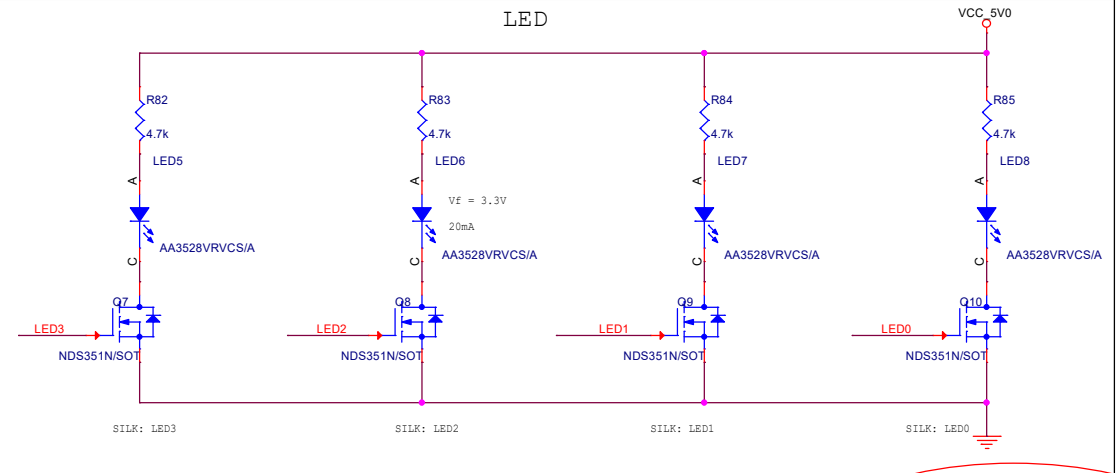 LED
VCC_5V0
R82
R83
R84
R85
4.7k
4.7k
4.7k
4.7k
LED5
LED6
LED7
LED8
A
A
A
A
Vf = 3.3V
20mA
AA3528VRVCS/A
AA3528VRVCS/A
AA3528VRVCS/A
AA3528VRVCS/A
C
C
C
C
Q7
Q8
Q9
Q10
LED3
LED2
LED1
LED0
NDS351N/SOT
NDS351N/SOT
NDS351N/SOT
NDS351N/SOT
SILK: LED3
SILK: LED2
SILK: LED1
SILK: LED0